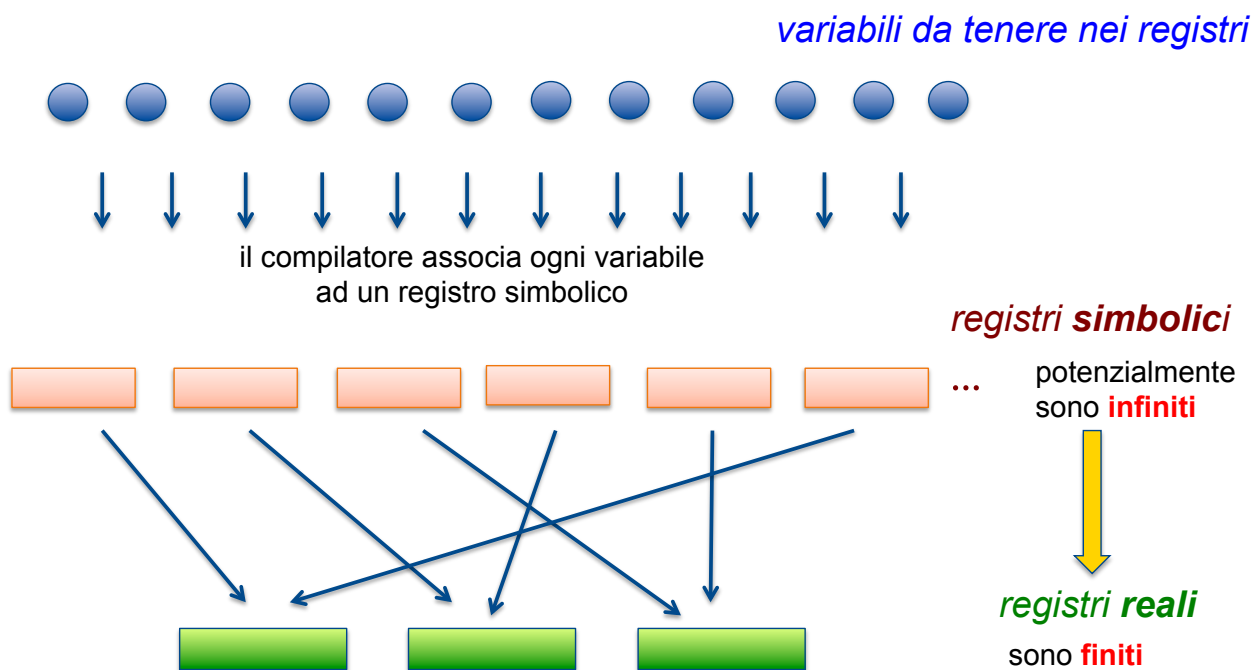 variabili da tenere nei registri
il compilatore associa ogni variabile
ad un registro simbolico
registri simbolici
...
potenzialmente
sono infiniti
registri reali
sono finiti